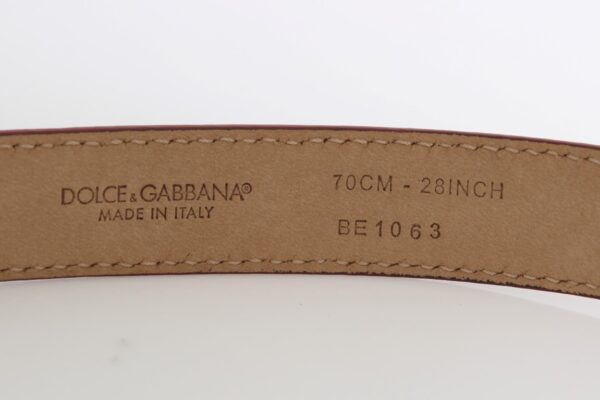 DOLCE & GABBANA®
MADE IN ITALY
70CM - 28INCH
BE1063